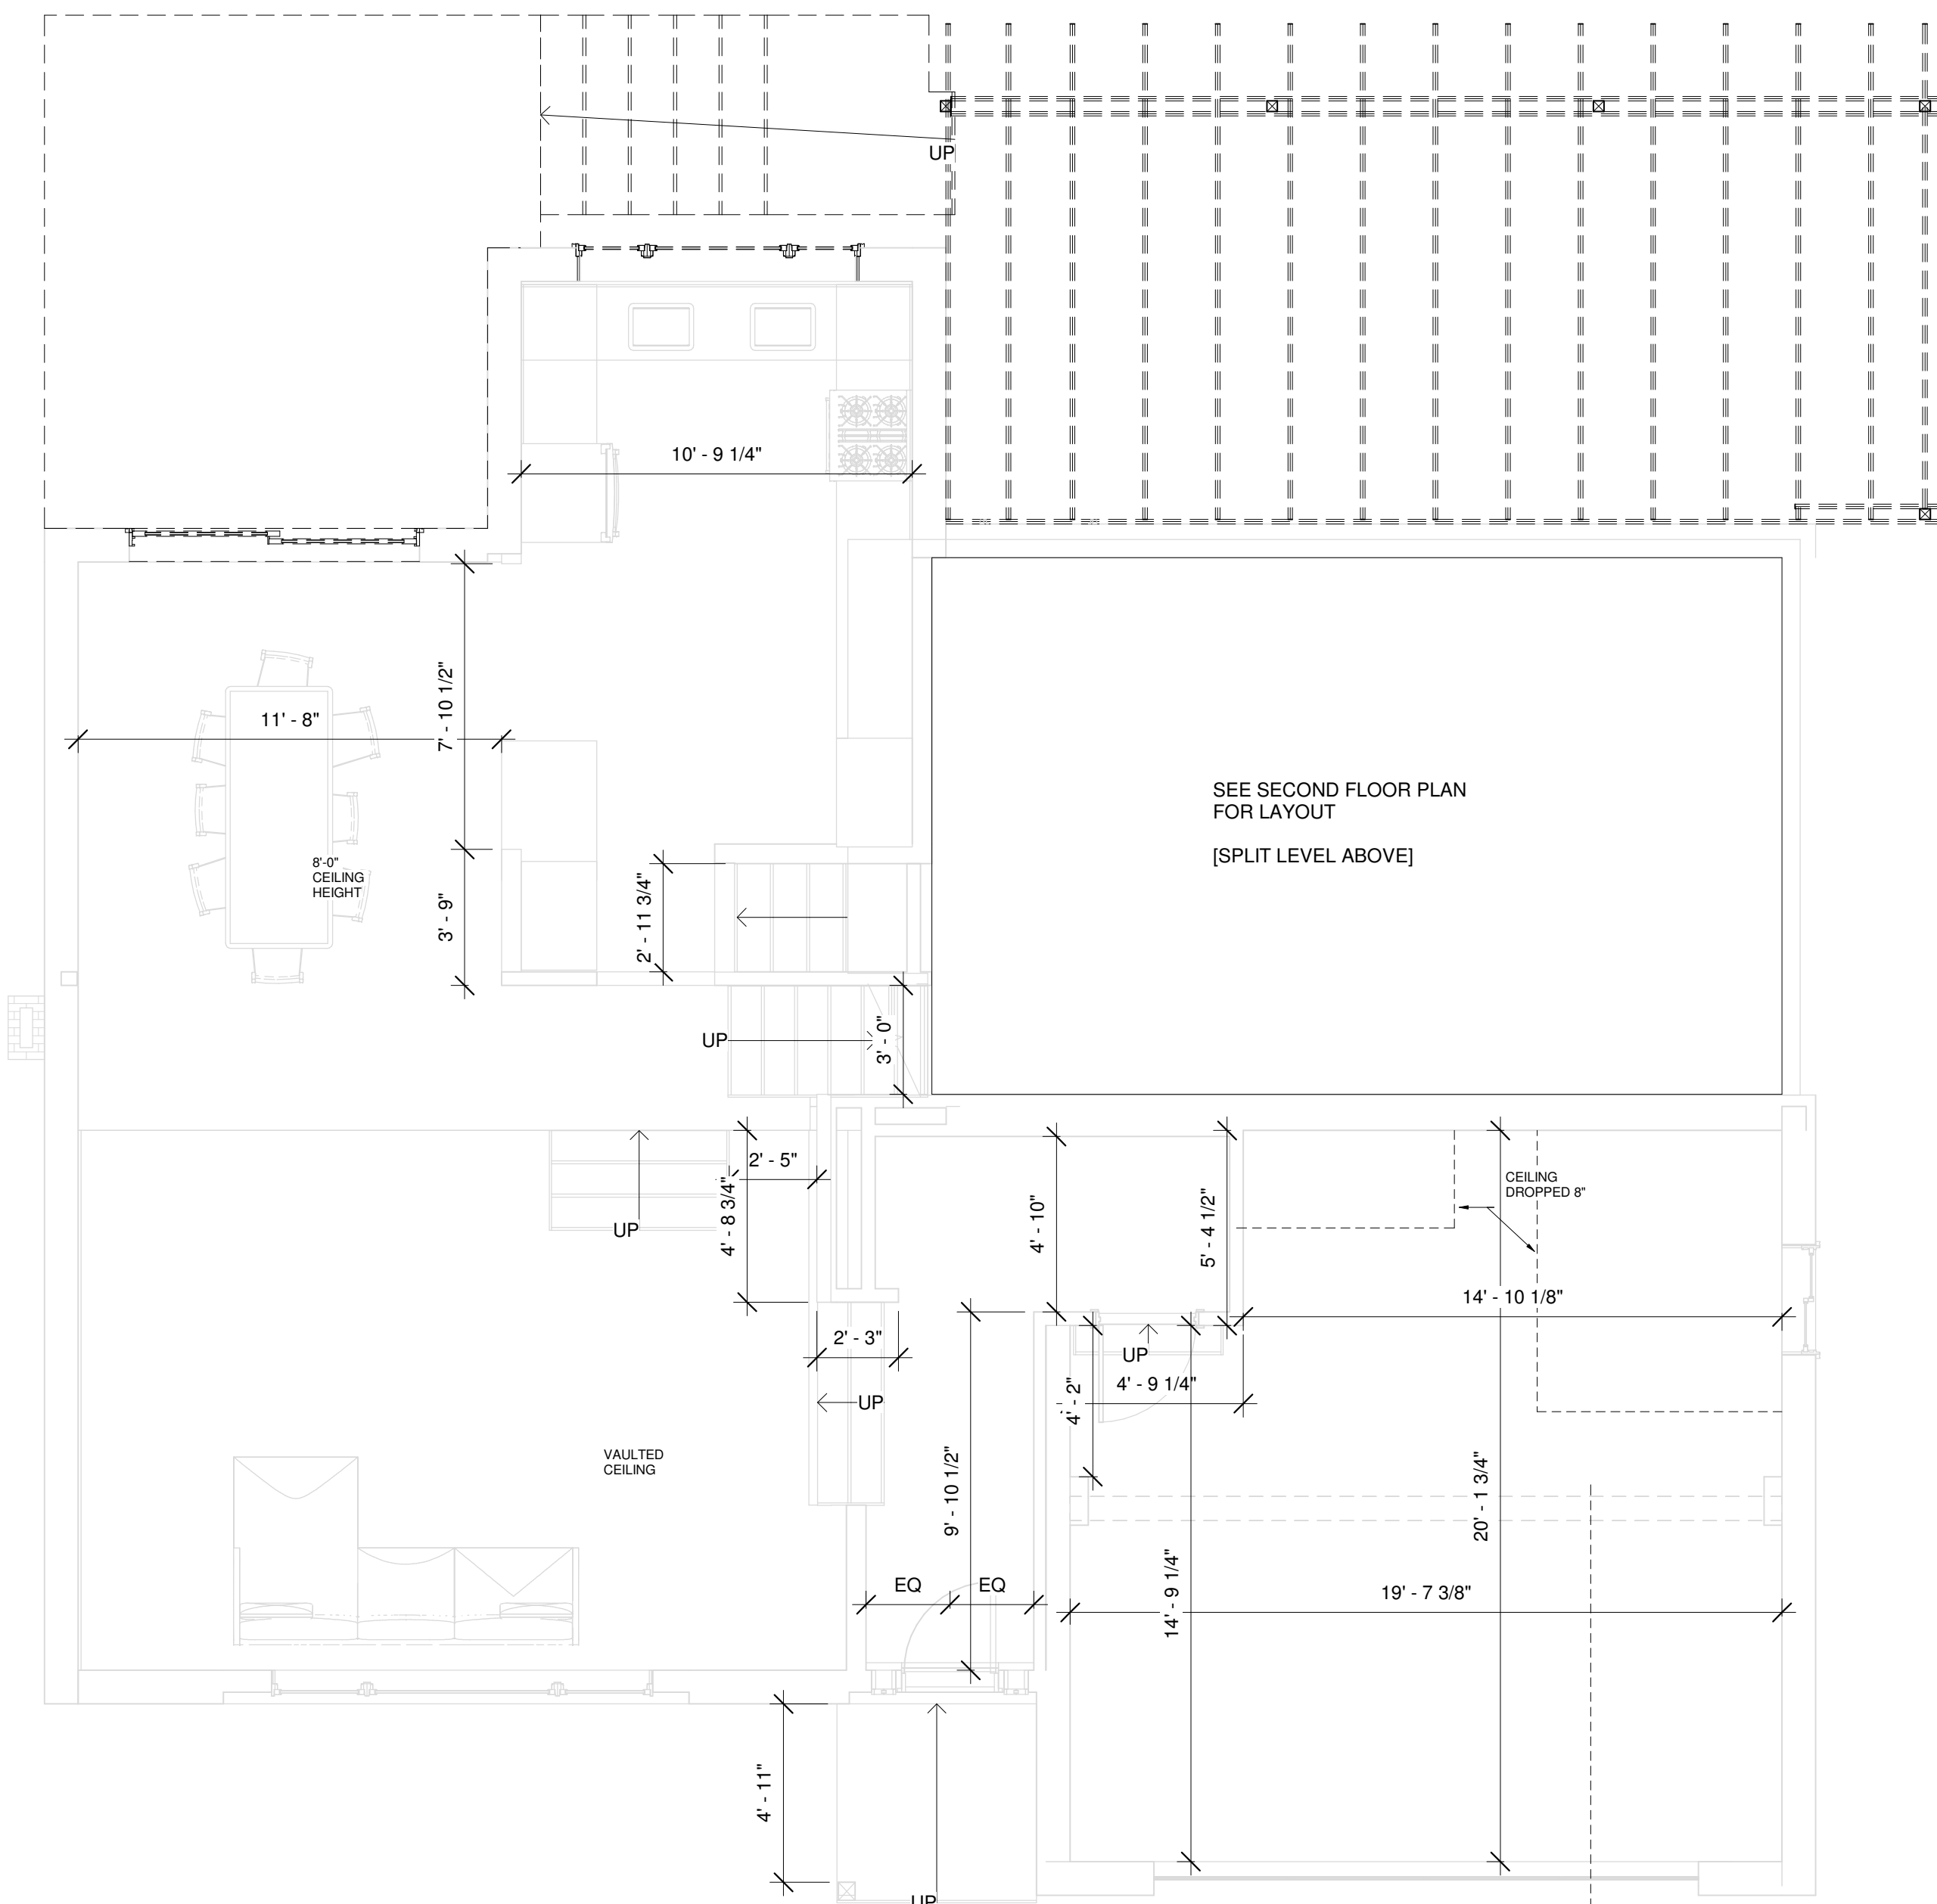 UP
10' - 9 1/4"
7' - 10 1/2"
11' - 8"
SEE SECOND FLOOR PLAN
FOR LAYOUT
[SPLIT LEVEL ABOVE]
8'-0"
CEILING
HEIGHT
3' - 9"
2' - 11 3/4"
UP
3' - 0"
2' - 5"
4' - 8 3/4"
UP
4' - 10"
5' - 4 1/2"
CEILING
DROPPED 8"
14' - 10 1/8"
2' - 3"
UP
4' - 2"
4' - 9 1/4"
UP
VAULTED
CEILING
9' - 10 1/2"
20' - 1 3/4"
EQ
EQ
14' - 9 1/4"
19' - 7 3/8"
4' - 11"
UP